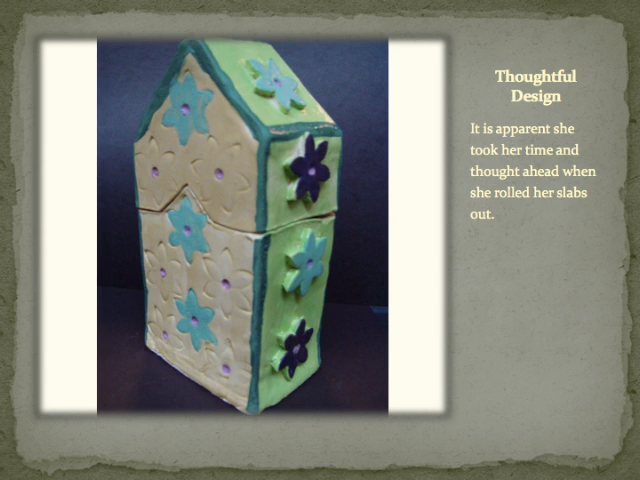 Thoughtful
Design
It is apparent she
took her time and
thought ahead when
she rolled her slabs
out.